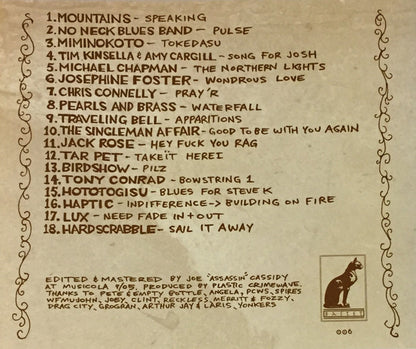 1. MOUNTAINS - SPEAKING
2. NO NECK BLUES BAND - PULSE
3. MIMINOKOTO - TOKEDASU
4. TIM KINSELLA & AMY CARGILL - SONG FOR JOSH
5. MICHAEL CHAPMAN - THE NORTHERN LIGHTS
6. JOSEPHINE FOSTER - WONDROUS LOVE
7. CHRIS CONNELLY - PRAY'R
8. PEARLS AND BRASS - WATERFALL
9. TRAVELING BELL - APPARITIONS
10. THE SINGLEMAN AFFAIR - GOOD TO BE WITH YOU AGAIN
11. JACK ROSE - HEY FUCK YOU RAG
12. TAR PET - TAKEÏT HEREI
13. BIRDSHOW - PILZ
14. TONY CONRAD - BOWSTRING 1
15. HOTOTOGISU - BLUES FOR STEVE K
16. HAPTIC - INDIFFERENCE -> BUILDING ON FIRE
17. LUX - NEED FADE IN + OUT
18. HARDSCRABBLE - SAIL IT AWAY
EDITED & MASTERED BY JOE "ASSASSIN" CASSIDY
AT MUSICOLA 9/05. PRODUCED BY PLASTIC CRIMEWAVE.
THANKS TO PETE & EMPTY BOTTLE, ANGELA, PCWS, SPIRES
WFMUJOHN, JOEY, CLINT, RECKLESS, MERRITT & FOZZY,
DRAG CITY, GROGRAN, ARTHUR JAY & LARIS, YONKERS
BASTET
006